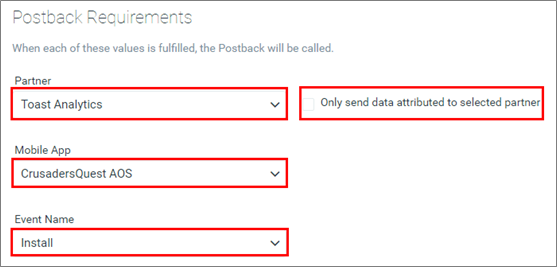 Postback Requirements
When each of these values is fulfilled, the Postback will be called.
Partner
Toast Analytics
Only send data attributed to selected partner
Mobile App
CrusadersQuest AOS
Event Name
Install